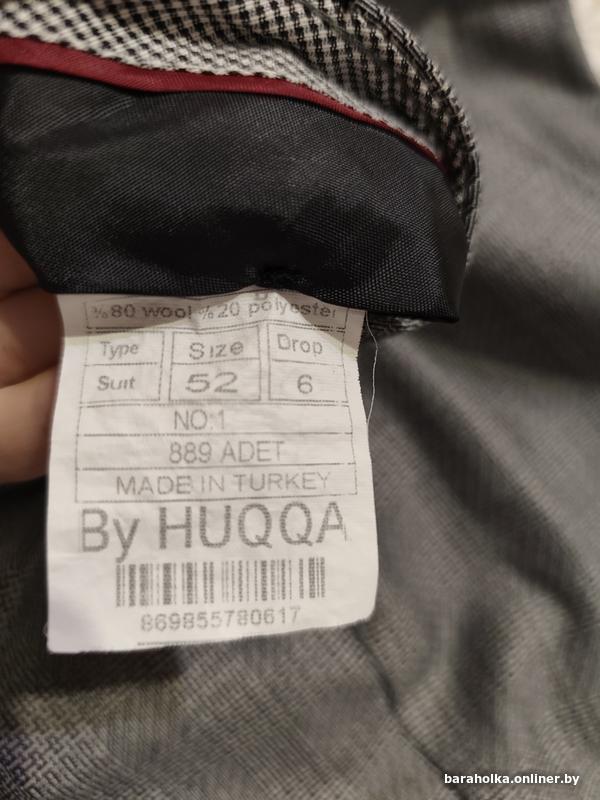 %80 wool %20 polyester
Type Size Drop
Suit 52 6
NO:1
889 ADET
MADE IN TURKEY
By HUQQA
869855780617
baraholka.onliner.by